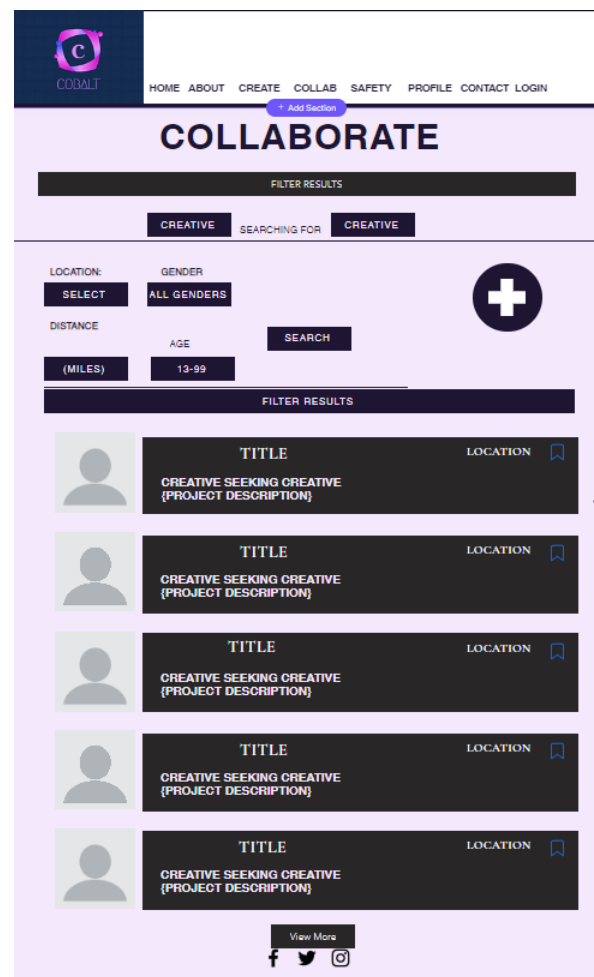 C
COBALT
HOME ABOUT CREATE COLLAB SAFETY PROFILE CONTACT LOGIN
+ Add Section
COLLABORATE
FILTER RESULTS
CREATIVE SEARCHING FOR CREATIVE
LOCATION: GENDER
SELECT ALL GENDERS
DISTANCE
AGE
SEARCH
(MILES) 13-99
FILTER RESULTS
TITLE LOCATION
CREATIVE SEEKING CREATIVE
{PROJECT DESCRIPTION}
TITLE LOCATION
CREATIVE SEEKING CREATIVE
{PROJECT DESCRIPTION}
TITLE LOCATION
CREATIVE SEEKING CREATIVE
{PROJECT DESCRIPTION}
TITLE LOCATION
CREATIVE SEEKING CREATIVE
{PROJECT DESCRIPTION}
TITLE LOCATION
CREATIVE SEEKING CREATIVE
{PROJECT DESCRIPTION}
View More